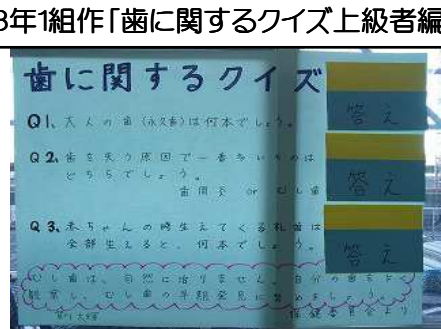 3年1組作「歯に関するクイズ上級者編
歯に関するクイズ
Q1、大人の歯(永久歯)は何本でしょう。
答え
Q2、歯を失う原因で一番多いものは
どちらでしょう。
歯周炎 or むし歯
答え
Q3、赤ちゃんの時生えてくる乳歯は
全部生えると、何本でしょう。
答え
むし歯は、自然に治りません。自分の歯をよく
観察し、むし歯の早期発見に努めましょう。
保健委員会より